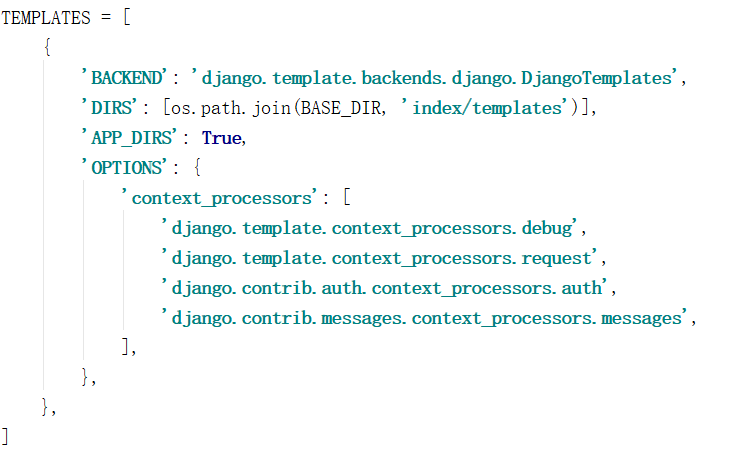 TEMPLATES = [
    {
        'BACKEND': 'django.template.backends.django.DjangoTemplates',
        'DIRS': [os.path.join(BASE_DIR, 'index/templates')],
        'APP_DIRS': True,
        'OPTIONS': {
            'context_processors': [
                'django.template.context_processors.debug',
                'django.template.context_processors.request',
                'django.contrib.auth.context_processors.auth',
                'django.contrib.messages.context_processors.messages',
            ],
        },
    },
]